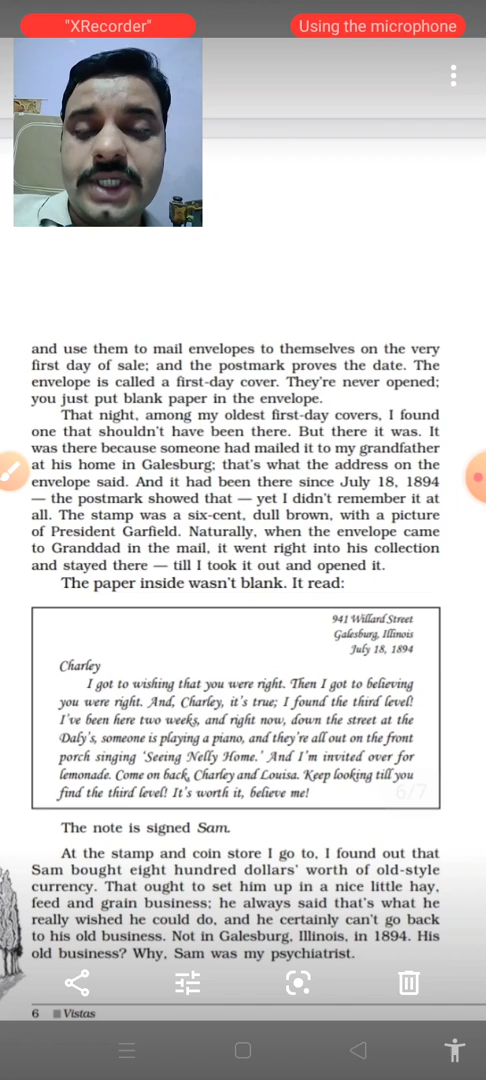 "XRecorder"
Using the microphone
and use them to mail envelopes to themselves on the very
first day of sale; and the postmark proves the date. The
envelope is called a first-day cover. They're never opened;
you just put blank paper in the envelope.
That night, among my oldest first-day covers, I found
one that shouldn't have been there. But there it was. It
was there because someone had mailed it to my grandfather
at his home in Galesburg; that's what the address on the
envelope said. And it had been there since July 18, 1894
— the postmark showed that — yet I didn't remember it at
all. The stamp was a six-cent, dull brown, with a picture
of President Garfield. Naturally, when the envelope came
to Granddad in the mail, it went right into his collection
and stayed there — till I took it out and opened it.
The paper inside wasn't blank. It read:
941 Willard Street
Galesburg, Illinois
July 18, 1894
Charley
I got to wishing that you were right. Then I got to believing
you were right. And, Charley, it's true; I found the third level!
I've been here two weeks, and right now, down the street at the
Daly's, someone is playing a piano, and they're all out on the front
porch singing 'Seeing Nelly Home.' And I'm invited over for
lemonade. Come on back, Charley and Louisa. Keep looking till you
find the third level! It's worth it, believe me!
6/7
The note is signed Sam.
At the stamp and coin store I go to, I found out that
Sam bought eight hundred dollars' worth of old-style
currency. That ought to set him up in a nice little hay,
feed and grain business; he always said that's what he
really wished he could do, and he certainly can't go back
to his old business. Not in Galesburg, Illinois, in 1894. His
old business? Why, Sam was my psychiatrist.
6 Vistas